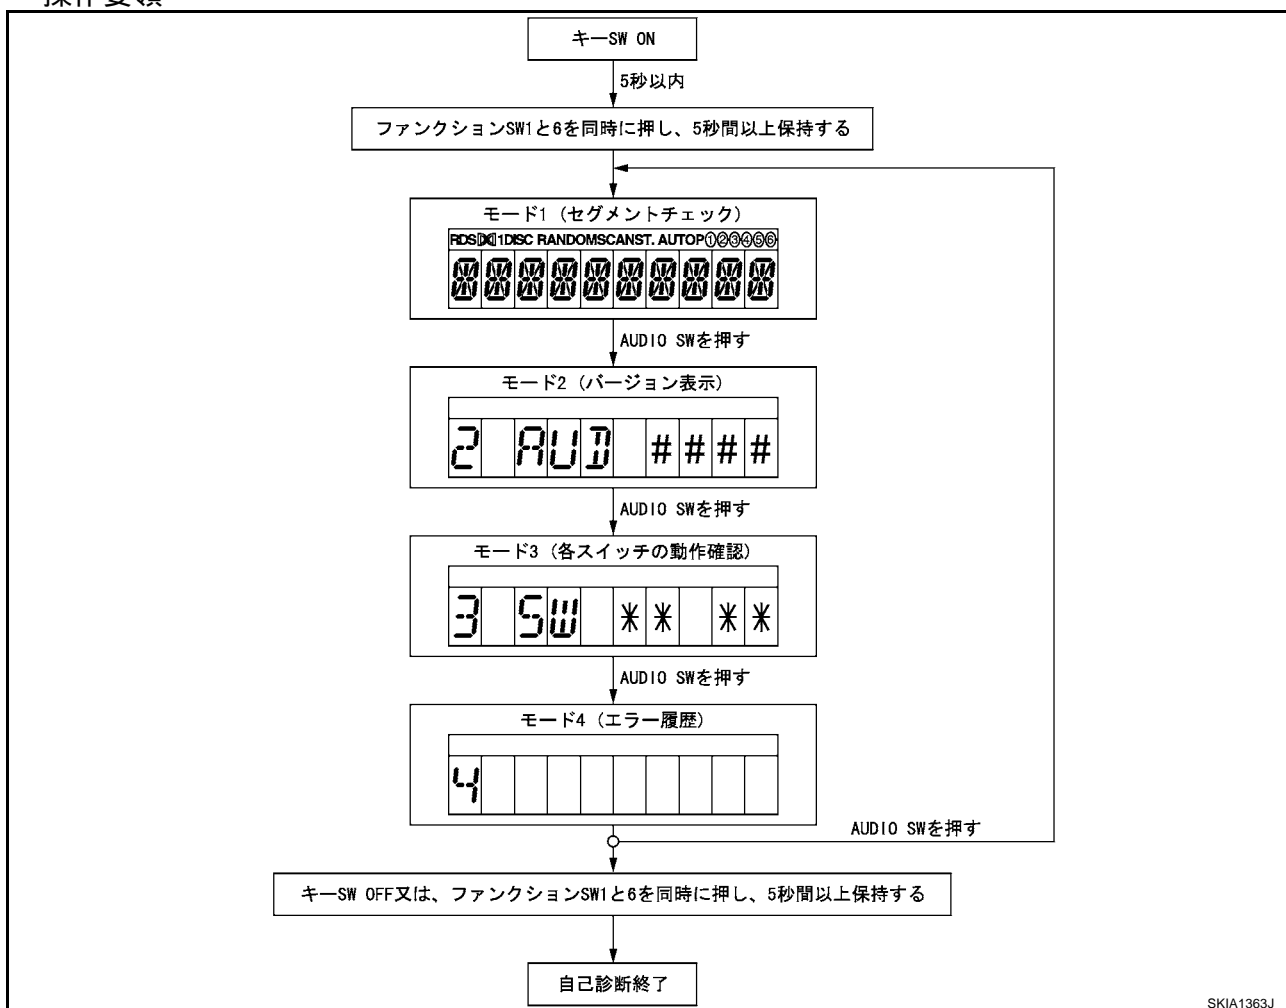 操作要領
キーSW ON
5秒以内
ファンクションSW1と6を同時に押し、5秒間以上保持する
モード1 (セグメントチェック)
RDS 1DISC RANDOMSCANST. AUTOP①②③④⑤⑥
AUDIO SWを押す
モード2 (バージョン表示)
2 AUD ####
AUDIO SWを押す
モード3 (各スイッチの動作確認)
3 SW ** **
AUDIO SWを押す
モード4 (エラー履歴)
4
AUDIO SWを押す
キーSW OFF又は、ファンクションSW1と6を同時に押し、5秒間以上保持する
自己診断終了
SKIA1363J